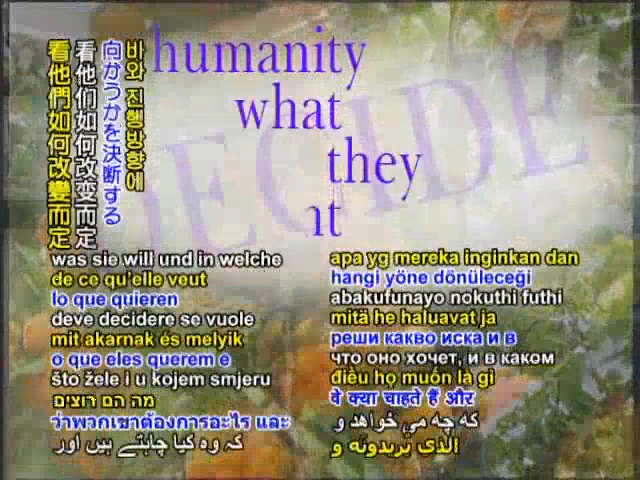 humanity
what
they
nt
DECIDE
看他們如何改變而定
看他们如何改变而定
向かうかを決断する
바와 진행방향에
was sie will und in welche
de ce qu'elle veut
lo que quieren
deve decidere se vuole
mit akarnak és melyik
o que eles querem e
što žele i u kojem smjeru
מה הם רוצים
ว่าพวกเขาต้องการอะไร และ
کہ وہ کیا چاہتے ہیں اور
apa yg mereka inginkan dan
hangi yöne dönüleceği
abakufunayo nokuthi futhi
mitä he haluavat ja
реши какво иска и в
что оно хочет, и в каком
điều họ muốn là gì
वे क्या चाहते हैं और
که چه می خواهد و
الذي يريدونه و